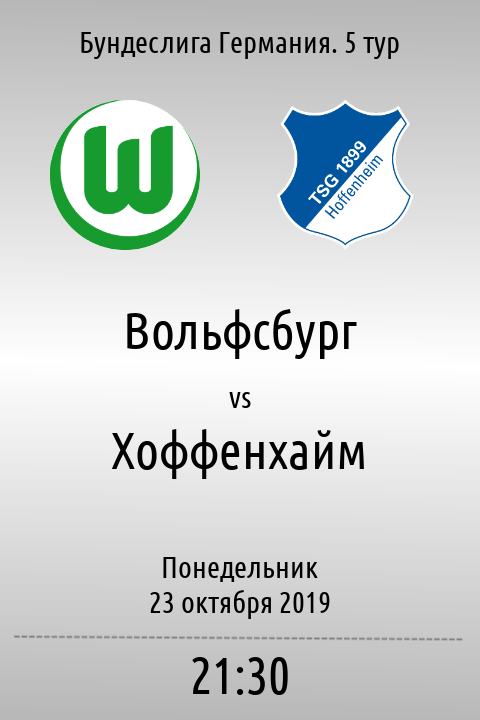 Бундеслига Германия. 5 тур
W
TSG 1899
Hoffenheim
Вольфсбург
vs
Хоффенхайм
Понедельник
23 октября 2019
21:30